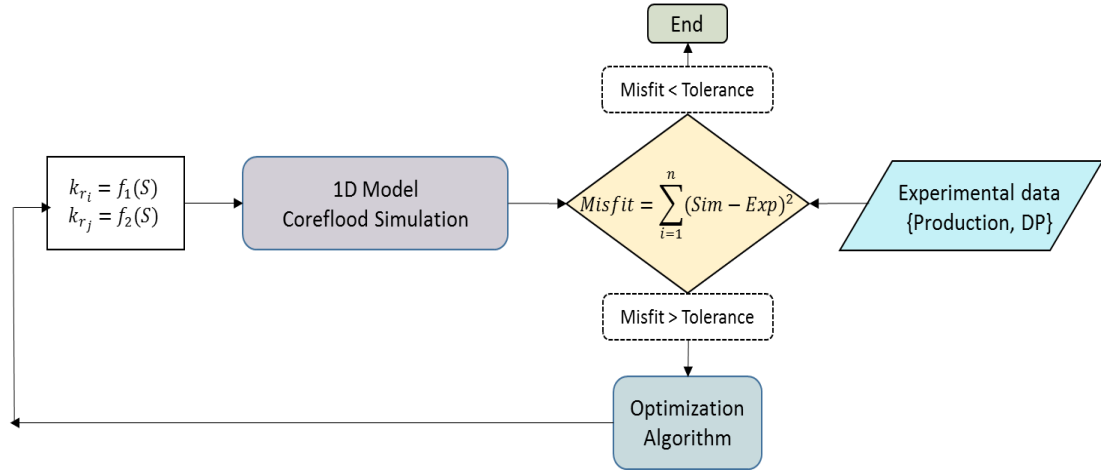 End
Misfit < Tolerance
k_{r_i} = f_1(S)
k_{r_j} = f_2(S)
1D Model
Coreflood Simulation
Misfit = \sum_{i=1}^{n} (Sim − Exp)^2
Experimental data
{Production, DP}
Misfit > Tolerance
Optimization
Algorithm